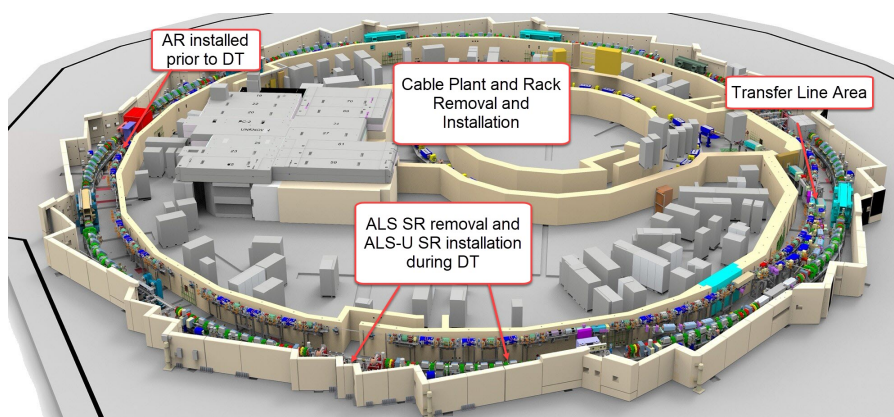 AR installed
prior to DT
Cable Plant and Rack
Removal and
Installation
Transfer Line Area
ALS SR removal and
ALS-U SR installation
during DT